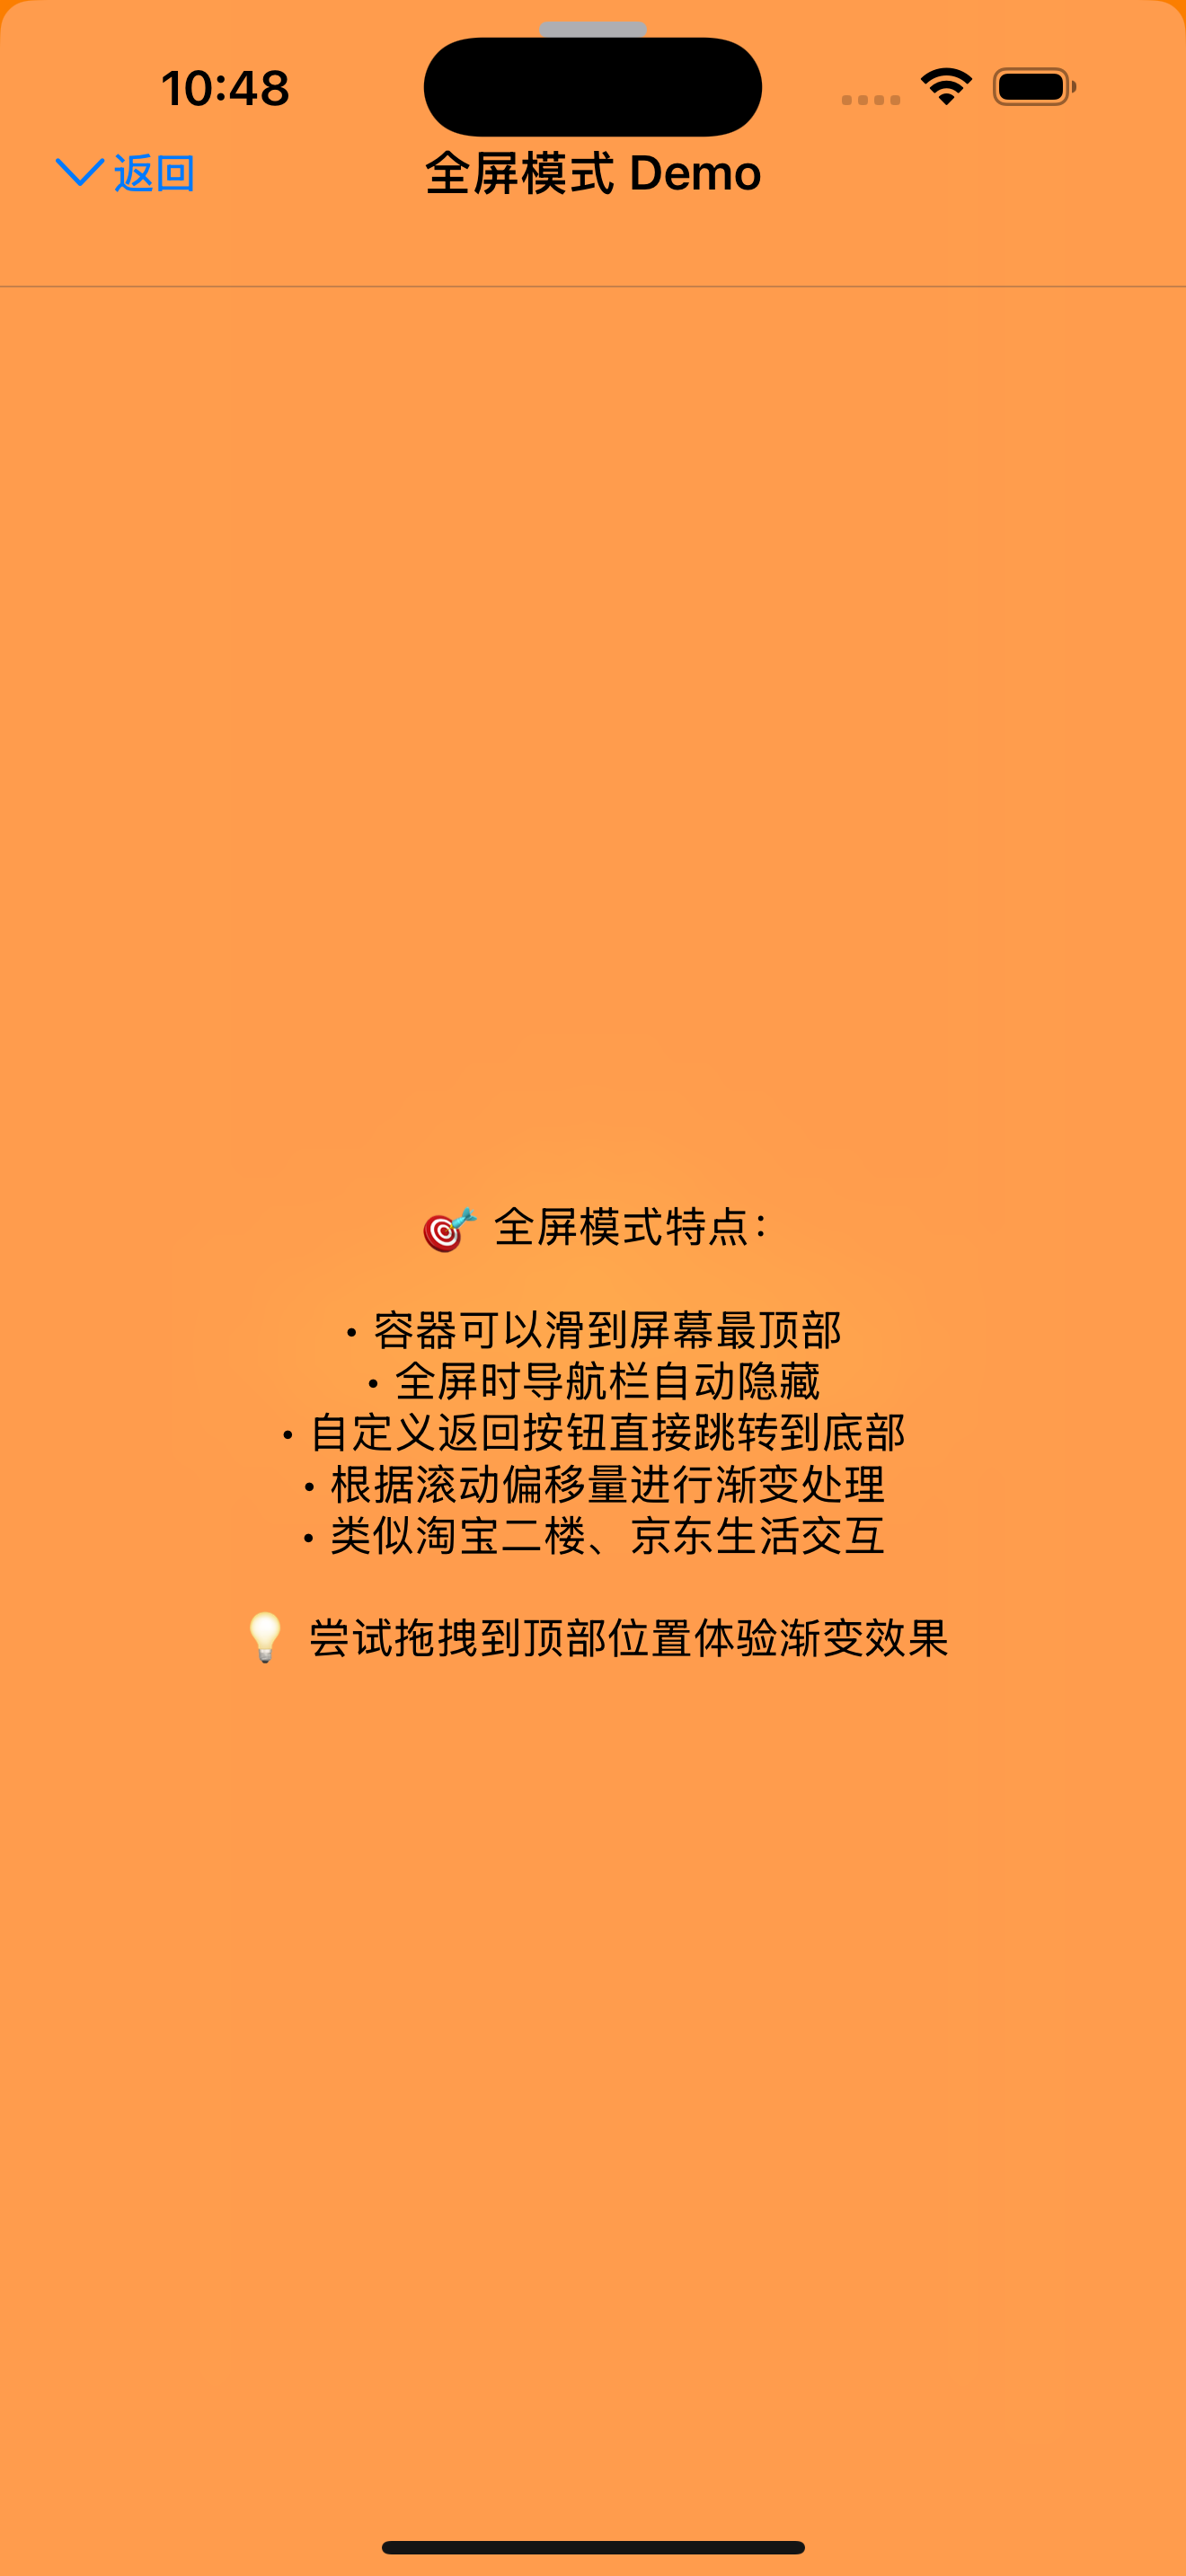 10:48
返回
全屏模式 Demo
🎯 全屏模式特点：
• 容器可以滑到屏幕最顶部
• 全屏时导航栏自动隐藏
• 自定义返回按钮直接跳转到底部
• 根据滚动偏移量进行渐变处理
• 类似淘宝二楼、京东生活交互
💡 尝试拖拽到顶部位置体验渐变效果